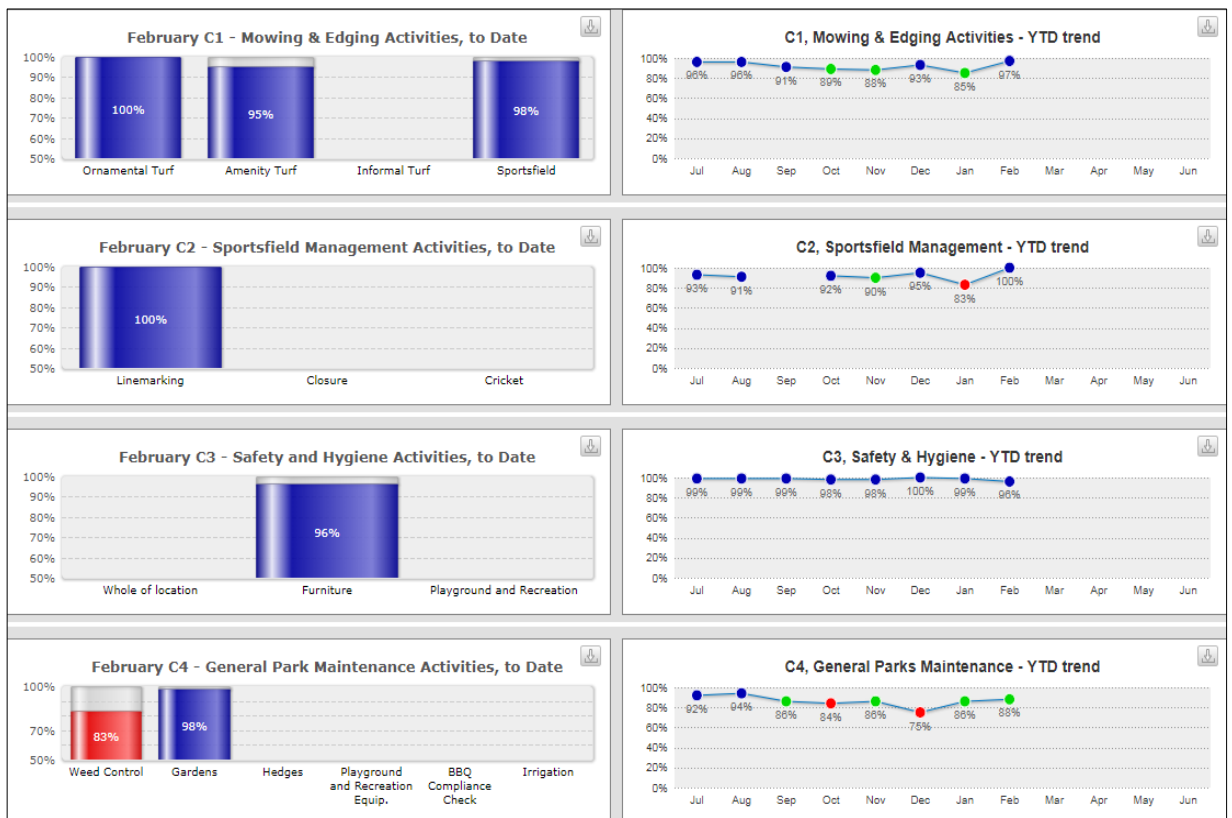 February C1 - Mowing & Edging Activities, to Date
100%
90%
80%
70%
60%
50%
100%
95%
98%
Ornamental Turf
Amenity Turf
Informal Turf
Sportsfield
C1, Mowing & Edging Activities - YTD trend
100%
80%
60%
40%
20%
0%
96%
96%
91%
89%
88%
93%
85%
97%
Jul
Aug
Sep
Oct
Nov
Dec
Jan
Feb
Mar
Apr
May
Jun
February C2 - Sportsfield Management Activities, to Date
100%
90%
80%
70%
60%
50%
100%
Linemarking
Closure
Cricket
C2, Sportsfield Management - YTD trend
100%
80%
60%
40%
20%
0%
93%
91%
92%
90%
95%
83%
100%
Jul
Aug
Sep
Oct
Nov
Dec
Jan
Feb
Mar
Apr
May
Jun
February C3 - Safety and Hygiene Activities, to Date
100%
90%
80%
70%
60%
50%
96%
Whole of location
Furniture
Playground and Recreation
C3, Safety & Hygiene - YTD trend
100%
80%
60%
40%
20%
0%
99%
99%
99%
98%
98%
100%
99%
96%
Jul
Aug
Sep
Oct
Nov
Dec
Jan
Feb
Mar
Apr
May
Jun
February C4 - General Park Maintenance Activities, to Date
100%
70%
50%
83%
98%
Weed Control
Gardens
Hedges
Playground
and Recreation
Equip.
BBQ
Compliance
Check
Irrigation
C4, General Parks Maintenance - YTD trend
100%
80%
60%
40%
20%
0%
92%
94%
86%
84%
86%
75%
86%
88%
Jul
Aug
Sep
Oct
Nov
Dec
Jan
Feb
Mar
Apr
May
Jun